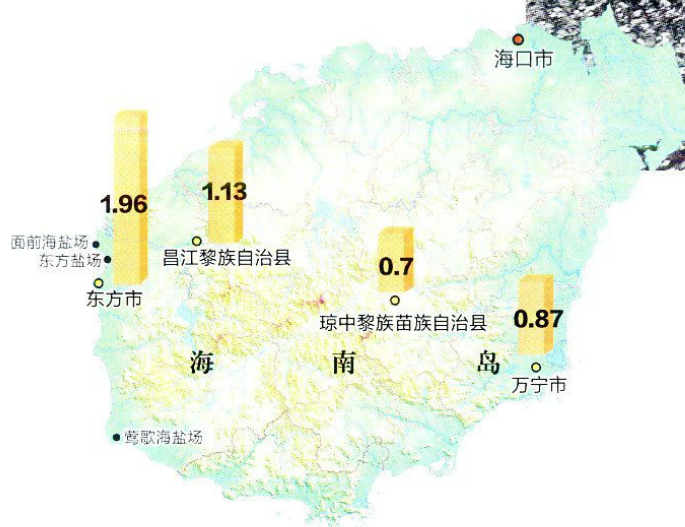 海口市
1.96
1.13
面前海盐场
昌江黎族自治县
东方盐场
0.7
东方市
琼中黎族苗族自治县
0.87
海南岛
万宁市
莺歌海盐场